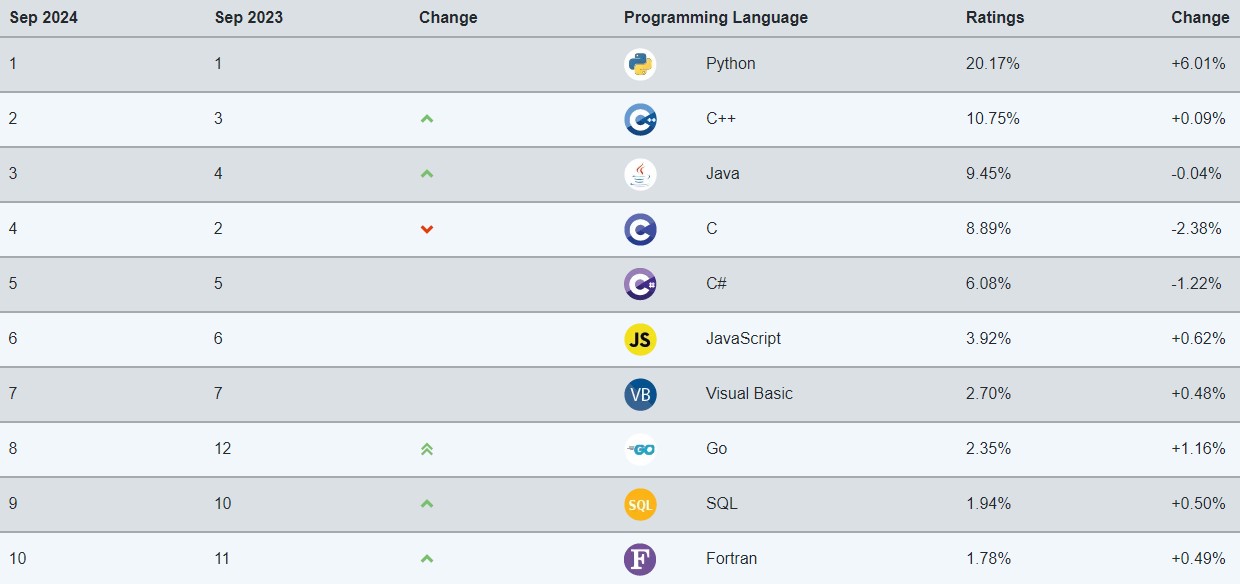 Sep 2024 Sep 2023 Change Programming Language Ratings Change
1 1 Python 20.17% +6.01%
2 3 C++ C++ 10.75% +0.09%
3 4 Java 9.45% -0.04%
4 2 C C 8.89% -2.38%
5 5 C# C# 6.08% -1.22%
6 6 JS JavaScript 3.92% +0.62%
7 7 VB Visual Basic 2.70% +0.48%
8 12 GO Go 2.35% +1.16%
9 10 SQL SQL 1.94% +0.50%
10 11 F Fortran 1.78% +0.49%